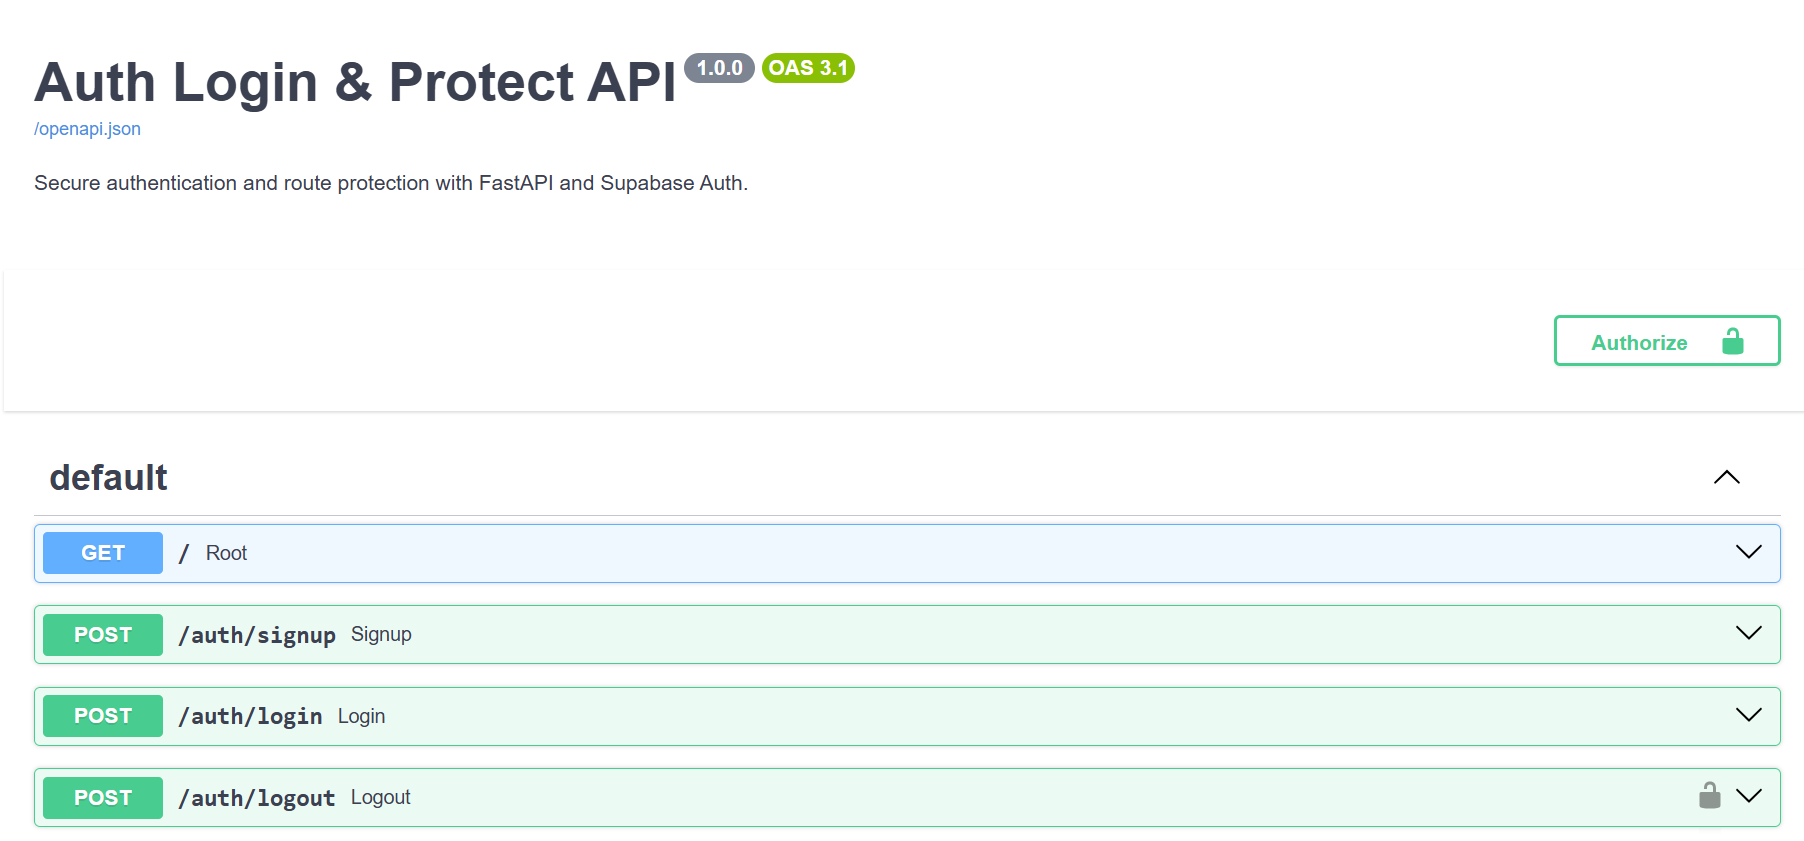 Auth Login & Protect API 1.0.0 OAS 3.1
/openapi.json
Secure authentication and route protection with FastAPI and Supabase Auth.
Authorize
default
GET / Root
POST /auth/signup Signup
POST /auth/login Login
POST /auth/logout Logout